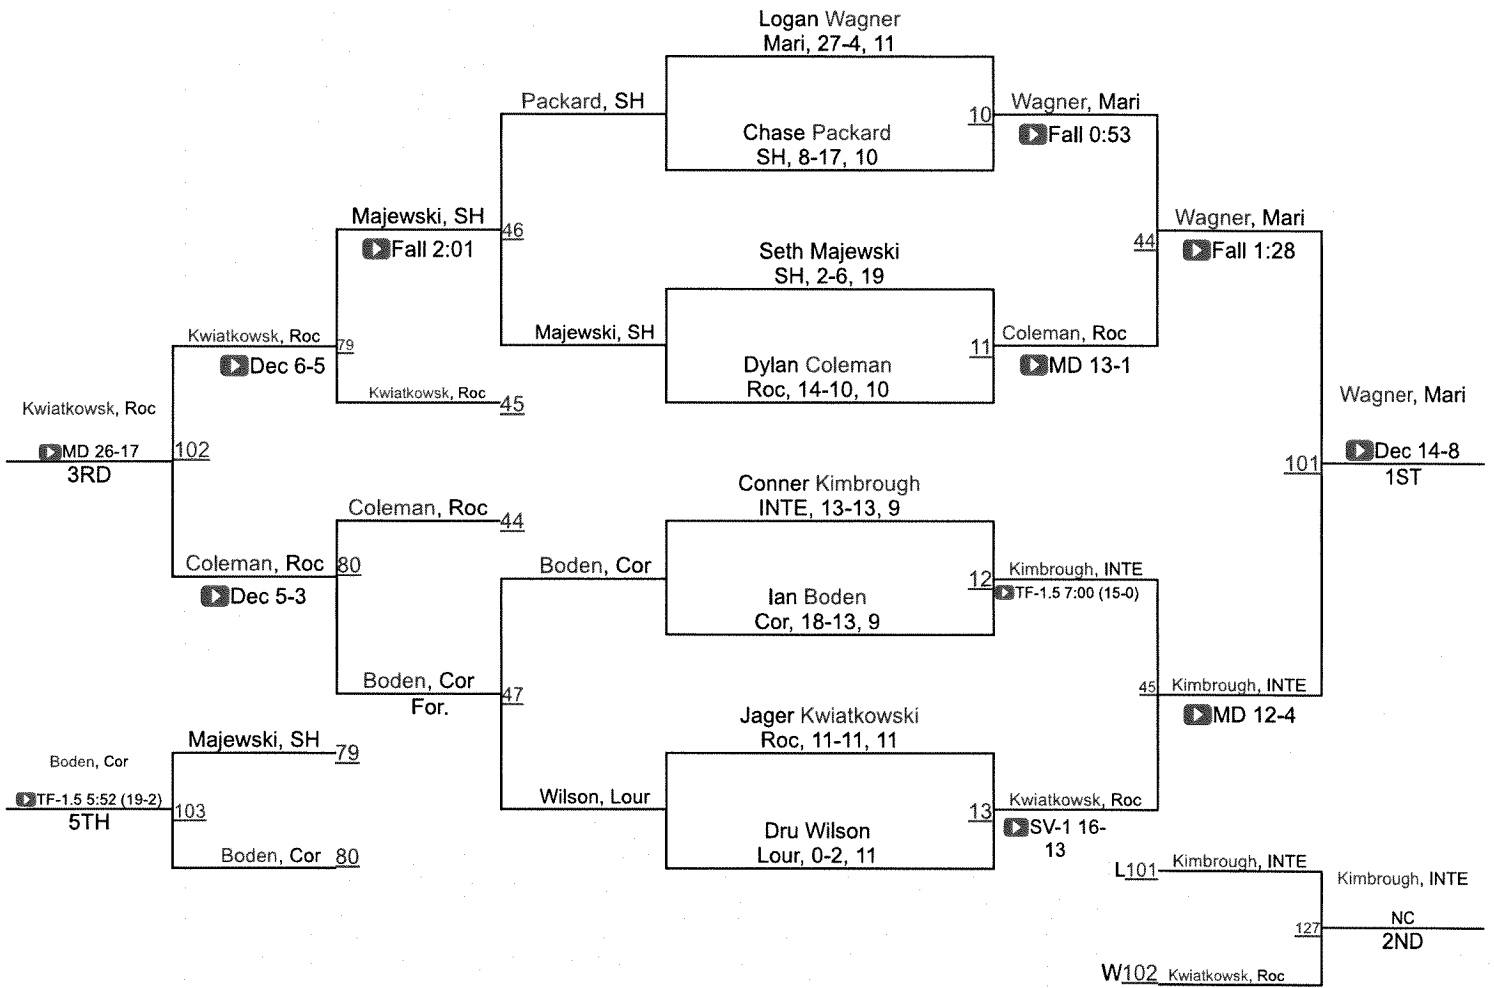 Logan Wagner
Mari, 27-4, 11
Packard, SH
10
Wagner, Mari
Fall 0:53
Chase Packard
SH, 8-17, 10
Majewski, SH
46
Fall 2:01
Wagner, Mari
44
Fall 1:28
Seth Majewski
SH, 2-6, 19
Kwiatkowsk, Roc
79
Dec 6-5
Majewski, SH
11
Coleman, Roc
MD 13-1
Dylan Coleman
Roc, 14-10, 10
Kwiatkowsk, Roc
45
Kwiatkowsk, Roc
MD 26-17
102
3RD
Wagner, Mari
101
Dec 14-8
1ST
Conner Kimbrough
INTE, 13-13, 9
Coleman, Roc
44
Coleman, Roc
80
Dec 5-3
Boden, Cor
12
Kimbrough, INTE
TF-1.5 7:00 (15-0)
Ian Boden
Cor, 18-13, 9
Boden, Cor
47
For.
45
Kimbrough, INTE
MD 12-4
Jager Kwiatkowski
Roc, 11-11, 11
Majewski, SH
79
Boden, Cor
TF-1.5 5:52 (19-2)
103
5TH
Boden, Cor
80
Wilson, Lour
13
Kwiatkowsk, Roc
SV-1 16-
13
Dru Wilson
Lour, 0-2, 11
L101
Kimbrough, INTE
Kimbrough, INTE
127
NC
2ND
W102
Kwiatkowsk, Roc